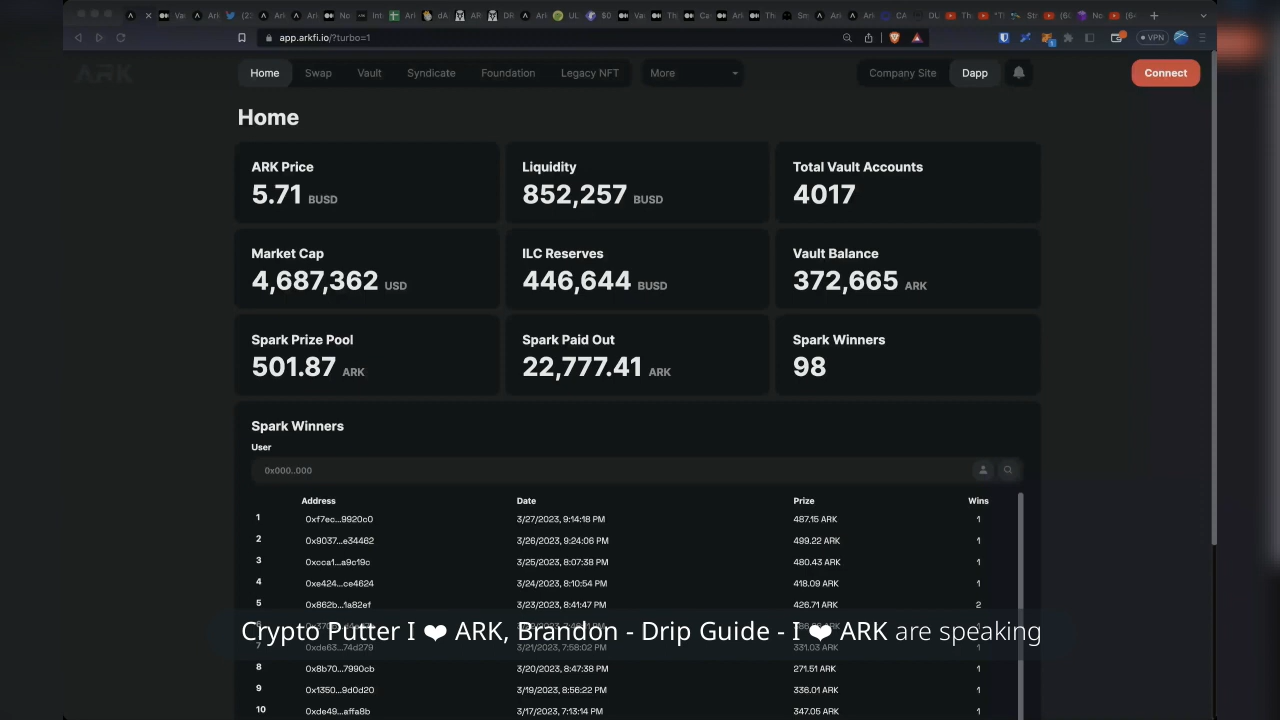 app.arkfi.io/?turbo=1
VPN
ARK
Home
Swap
Vault
Syndicate
Foundation
Legacy NFT
More
Company Site
Dapp
Connect
Home
ARK Price
5.71 BUSD
Liquidity
852,257 BUSD
Total Vault Accounts
4017
Market Cap
4,687,362 USD
ILC Reserves
446,644 BUSD
Vault Balance
372,665 ARK
Spark Prize Pool
501.87 ARK
Spark Paid Out
22,777.41 ARK
Spark Winners
98
Spark Winners
User
0x000..000
Address Date Prize Wins
1 0xf7ec...9920c0 3/27/2023, 9:14:18 PM 487.15 ARK 1
2 0x9037...e34462 3/26/2023, 9:24:06 PM 499.22 ARK 1
3 0xcca1...a9c19c 3/25/2023, 8:07:38 PM 480.43 ARK 1
4 0xe424...ce4624 3/24/2023, 8:10:54 PM 418.09 ARK 1
5 0x862b...1a82ef 3/23/2023, 8:41:47 PM 426.71 ARK 2
Crypto Putter I ❤ ARK, Brandon - Drip Guide - I ❤ ARK are speaking
7 0xde63...74d279 3/21/2023, 7:58:02 PM 331.03 ARK 1
8 0x8b70...7990cb 3/20/2023, 8:47:38 PM 271.51 ARK 1
9 0x1350...9d0d20 3/19/2023, 8:56:22 PM 336.01 ARK 1
10 0xde49...affa8b 3/17/2023, 7:13:14 PM 347.05 ARK 1